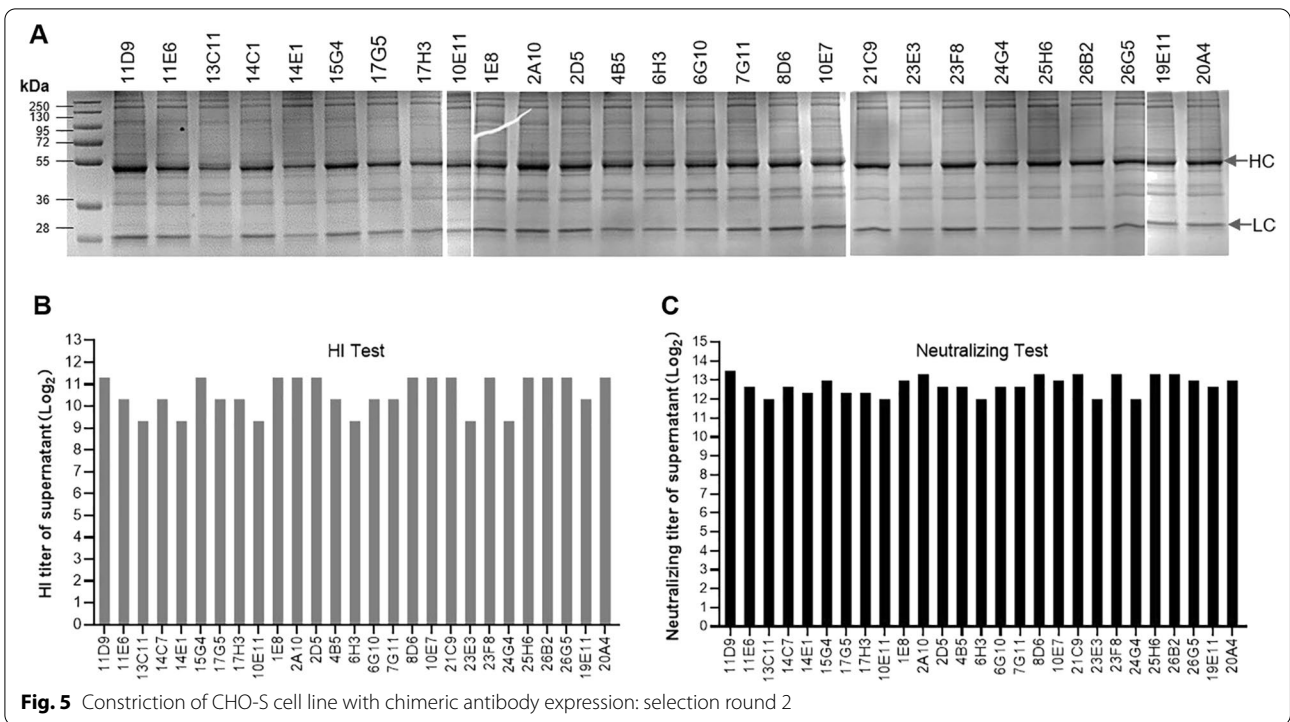 A
11D9 11E6 13C11 14C1 14E1 15G4 17G5 17H3 10E11 1E8 2A10 2D5 4B5 6H3 6G10 7G11 8D6 10E7 21C9 23E3 23F8 24G4 25H6 26B2 26G5 19E11 20A4
kDa
250
130
95
72
55
36
28
HC
LC
B
HI Test
HI titer of supernatant (Log2)
13
12
11
10
9
8
7
6
5
4
3
2
1
0
11D9 11E6 13C11 14C7 14E1 15G4 17G5 17H3 10E11 1E8 2A10 2D5 4B5 6H3 6G10 7G11 8D6 10E7 21C9 23E3 23F8 24G4 25H6 26B2 26G5 19E11 20A4
C
Neutralizing Test
Neutralizing titer of supernatant (Log2)
15
14
13
12
11
10
9
8
7
6
5
4
3
2
1
0
11D9 11E6 13C11 14C7 14E1 15G4 17G5 17H3 10E11 1E8 2A10 2D5 4B5 6H3 6G10 7G11 8D6 10E7 21C9 23E3 23F8 24G4 25H6 26B2 26G5 19E11 20A4
Fig. 5 Constriction of CHO-S cell line with chimeric antibody expression: selection round 2